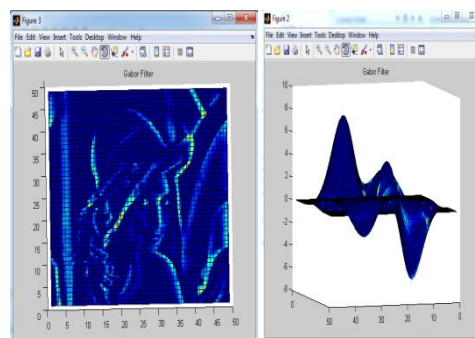 Figure 3
File Edit View Insert Tools Desktop Window Help
Gabor Filter
50
45
40
35
30
25
20
15
10
5
0
0 5 10 15 20 25 30 35 40 45 50
Figure 2
File Edit View Insert Tools Desktop Window Help
Gabor Filter
10
8
6
4
2
0
-2
-4
-6
-8
0
50 40 30 20 10 0